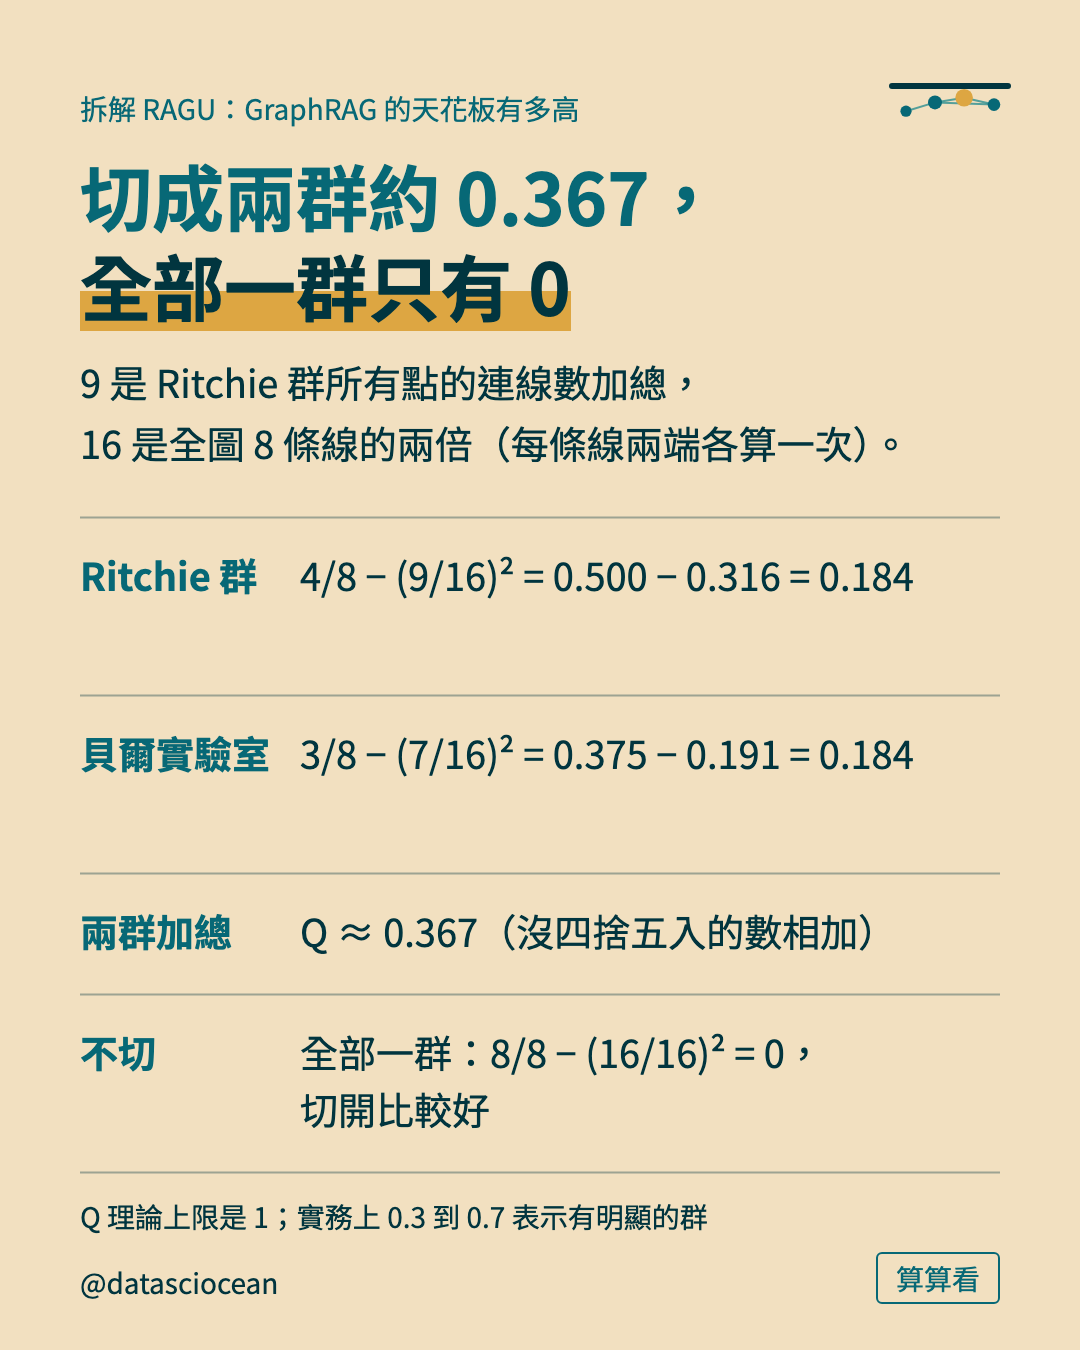 拆解 RAGU：GraphRAG 的天花板有多高
切成兩群約 0.367，
全部一群只有 0
9 是 Ritchie 群所有點的連線數加總，
16 是全圖 8 條線的兩倍（每條線兩端各算一次）。
Ritchie 群 4/8 − (9/16)² = 0.500 − 0.316 = 0.184
貝爾實驗室 3/8 − (7/16)² = 0.375 − 0.191 = 0.184
兩群加總 Q ≈ 0.367（沒四捨五入的數相加）
不切 全部一群：8/8 − (16/16)² = 0，
切開比較好
Q 理論上限是 1；實務上 0.3 到 0.7 表示有明顯的群
@datasciocean
算算看